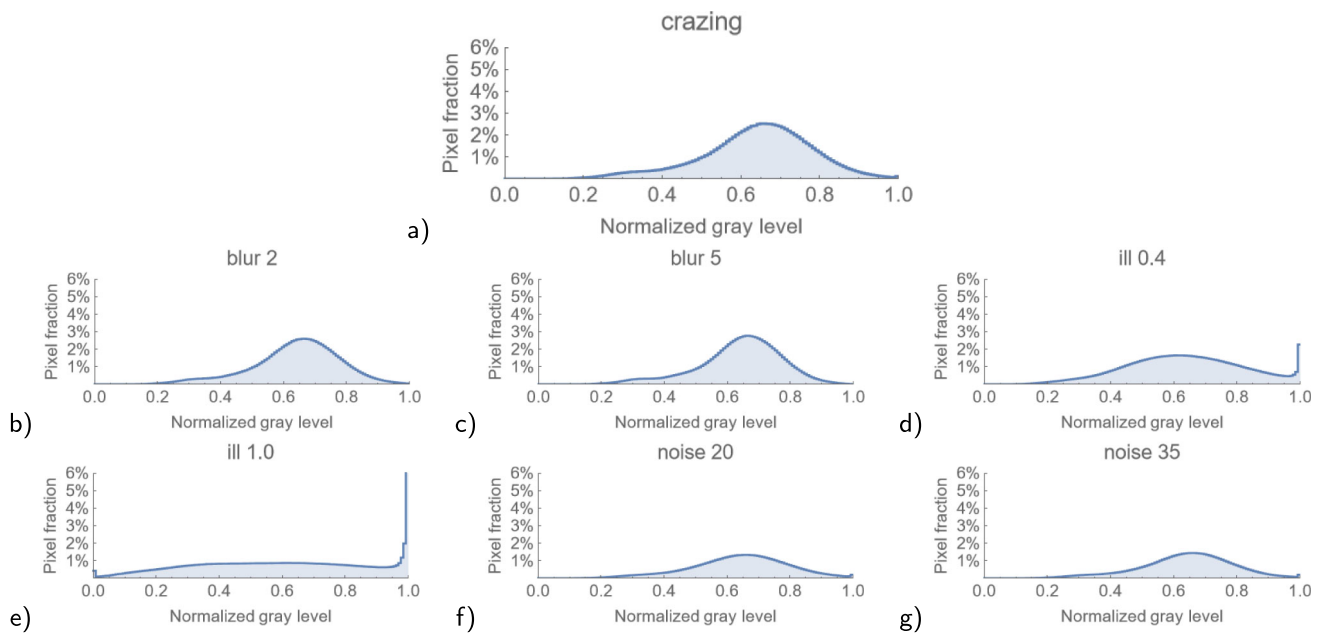 crazing
6%
5%
4%
3%
2%
1%
Pixel fraction
0.0 0.2 0.4 0.6 0.8 1.0
Normalized gray level
a)
blur 2
6%
5%
4%
3%
2%
1%
Pixel fraction
0.0 0.2 0.4 0.6 0.8 1.0
Normalized gray level
b)
blur 5
6%
5%
4%
3%
2%
1%
Pixel fraction
0.0 0.2 0.4 0.6 0.8 1.0
Normalized gray level
c)
ill 0.4
6%
5%
4%
3%
2%
1%
Pixel fraction
0.0 0.2 0.4 0.6 0.8 1.0
Normalized gray level
d)
ill 1.0
6%
5%
4%
3%
2%
1%
Pixel fraction
0.0 0.2 0.4 0.6 0.8 1.0
Normalized gray level
e)
noise 20
6%
5%
4%
3%
2%
1%
Pixel fraction
0.0 0.2 0.4 0.6 0.8 1.0
Normalized gray level
f)
noise 35
6%
5%
4%
3%
2%
1%
Pixel fraction
0.0 0.2 0.4 0.6 0.8 1.0
Normalized gray level
g)